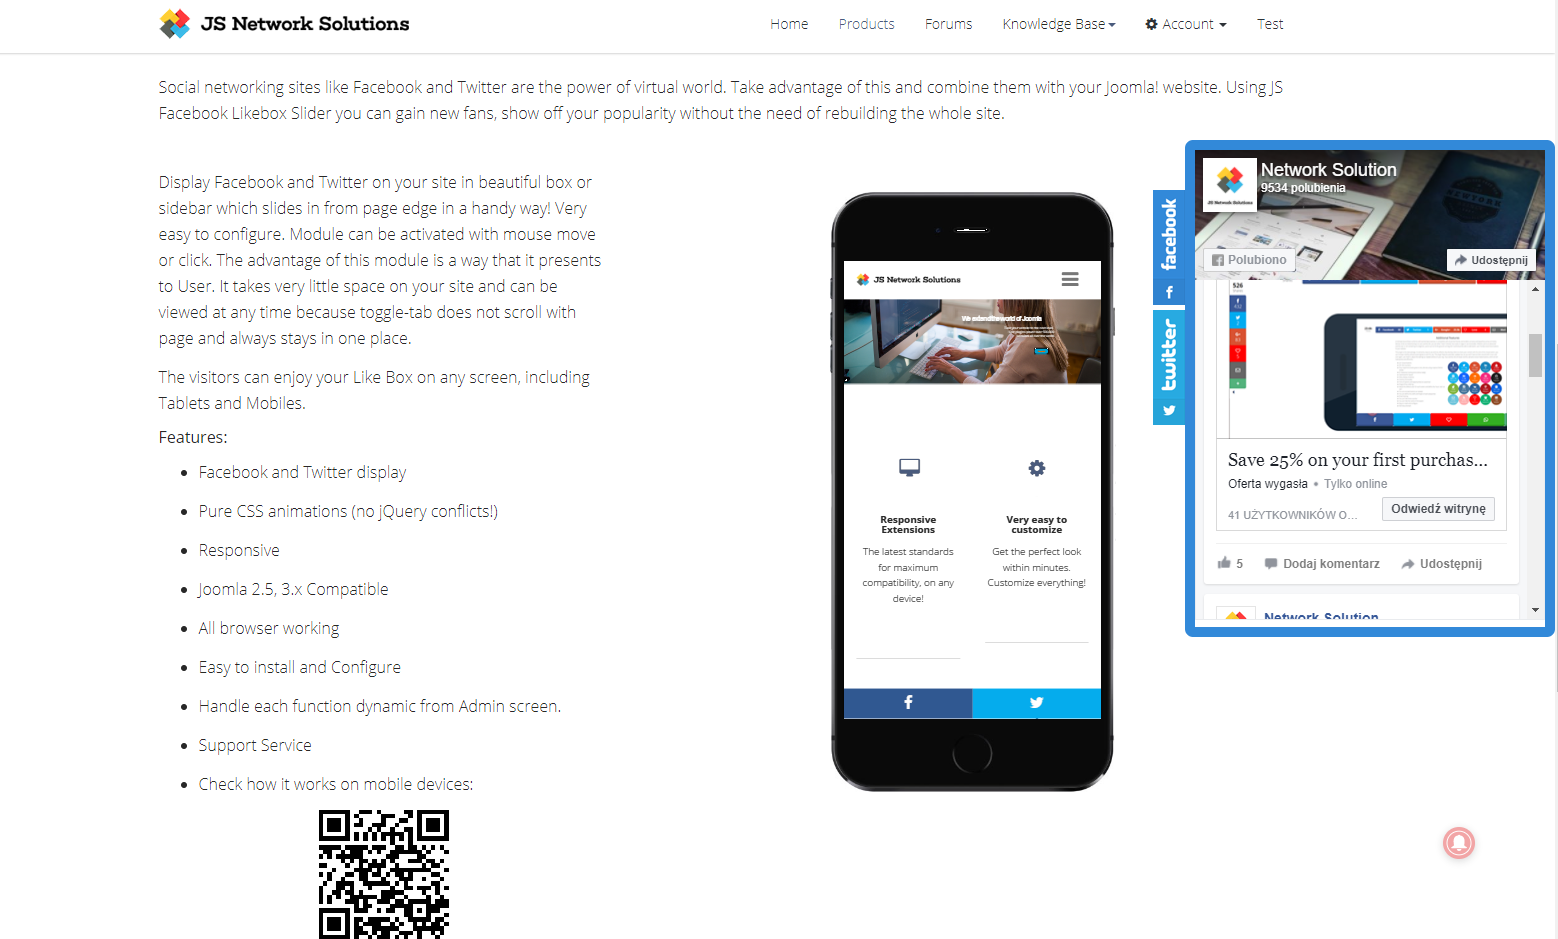 JS Network Solutions
Home
Products
Forums
Knowledge Base
Account
Test
Social networking sites like Facebook and Twitter are the power of virtual world. Take advantage of this and combine them with your Joomla! website. Using JS
Facebook Likebox Slider you can gain new fans, show off your popularity without the need of rebuilding the whole site.
Display Facebook and Twitter on your site in beautiful box or
sidebar which slides in from page edge in a handy way! Very
easy to configure. Module can be activated with mouse move
or click. The advantage of this module is a way that it presents
to User. It takes very little space on your site and can be
viewed at any time because toggle-tab does not scroll with
page and always stays in one place.
The visitors can enjoy your Like Box on any screen, including
Tablets and Mobiles.
Features:
Facebook and Twitter display
Pure CSS animations (no jQuery conflicts!)
Responsive
Joomla 2.5, 3.x Compatible
All browser working
Easy to install and Configure
Handle each function dynamic from Admin screen.
Support Service
Check how it works on mobile devices:
JS Network Solutions
We extend the world of Joomla
Responsive
Extensions
The latest standards
for maximum
compatibility, on any
device!
Very easy to
customize
Get the perfect look
within minutes.
Customize everything!
facebook
twitter
JS Network Solutions
Network Solution
9534 polubienia
Polubiono
Udostępnij
526
Save 25% on your first purchas...
Oferta wygasła • Tylko online
41 UŻYTKOWNIKÓW O...
Odwiedź witrynę
5
Dodaj komentarz
Udostępnij
Network Solution